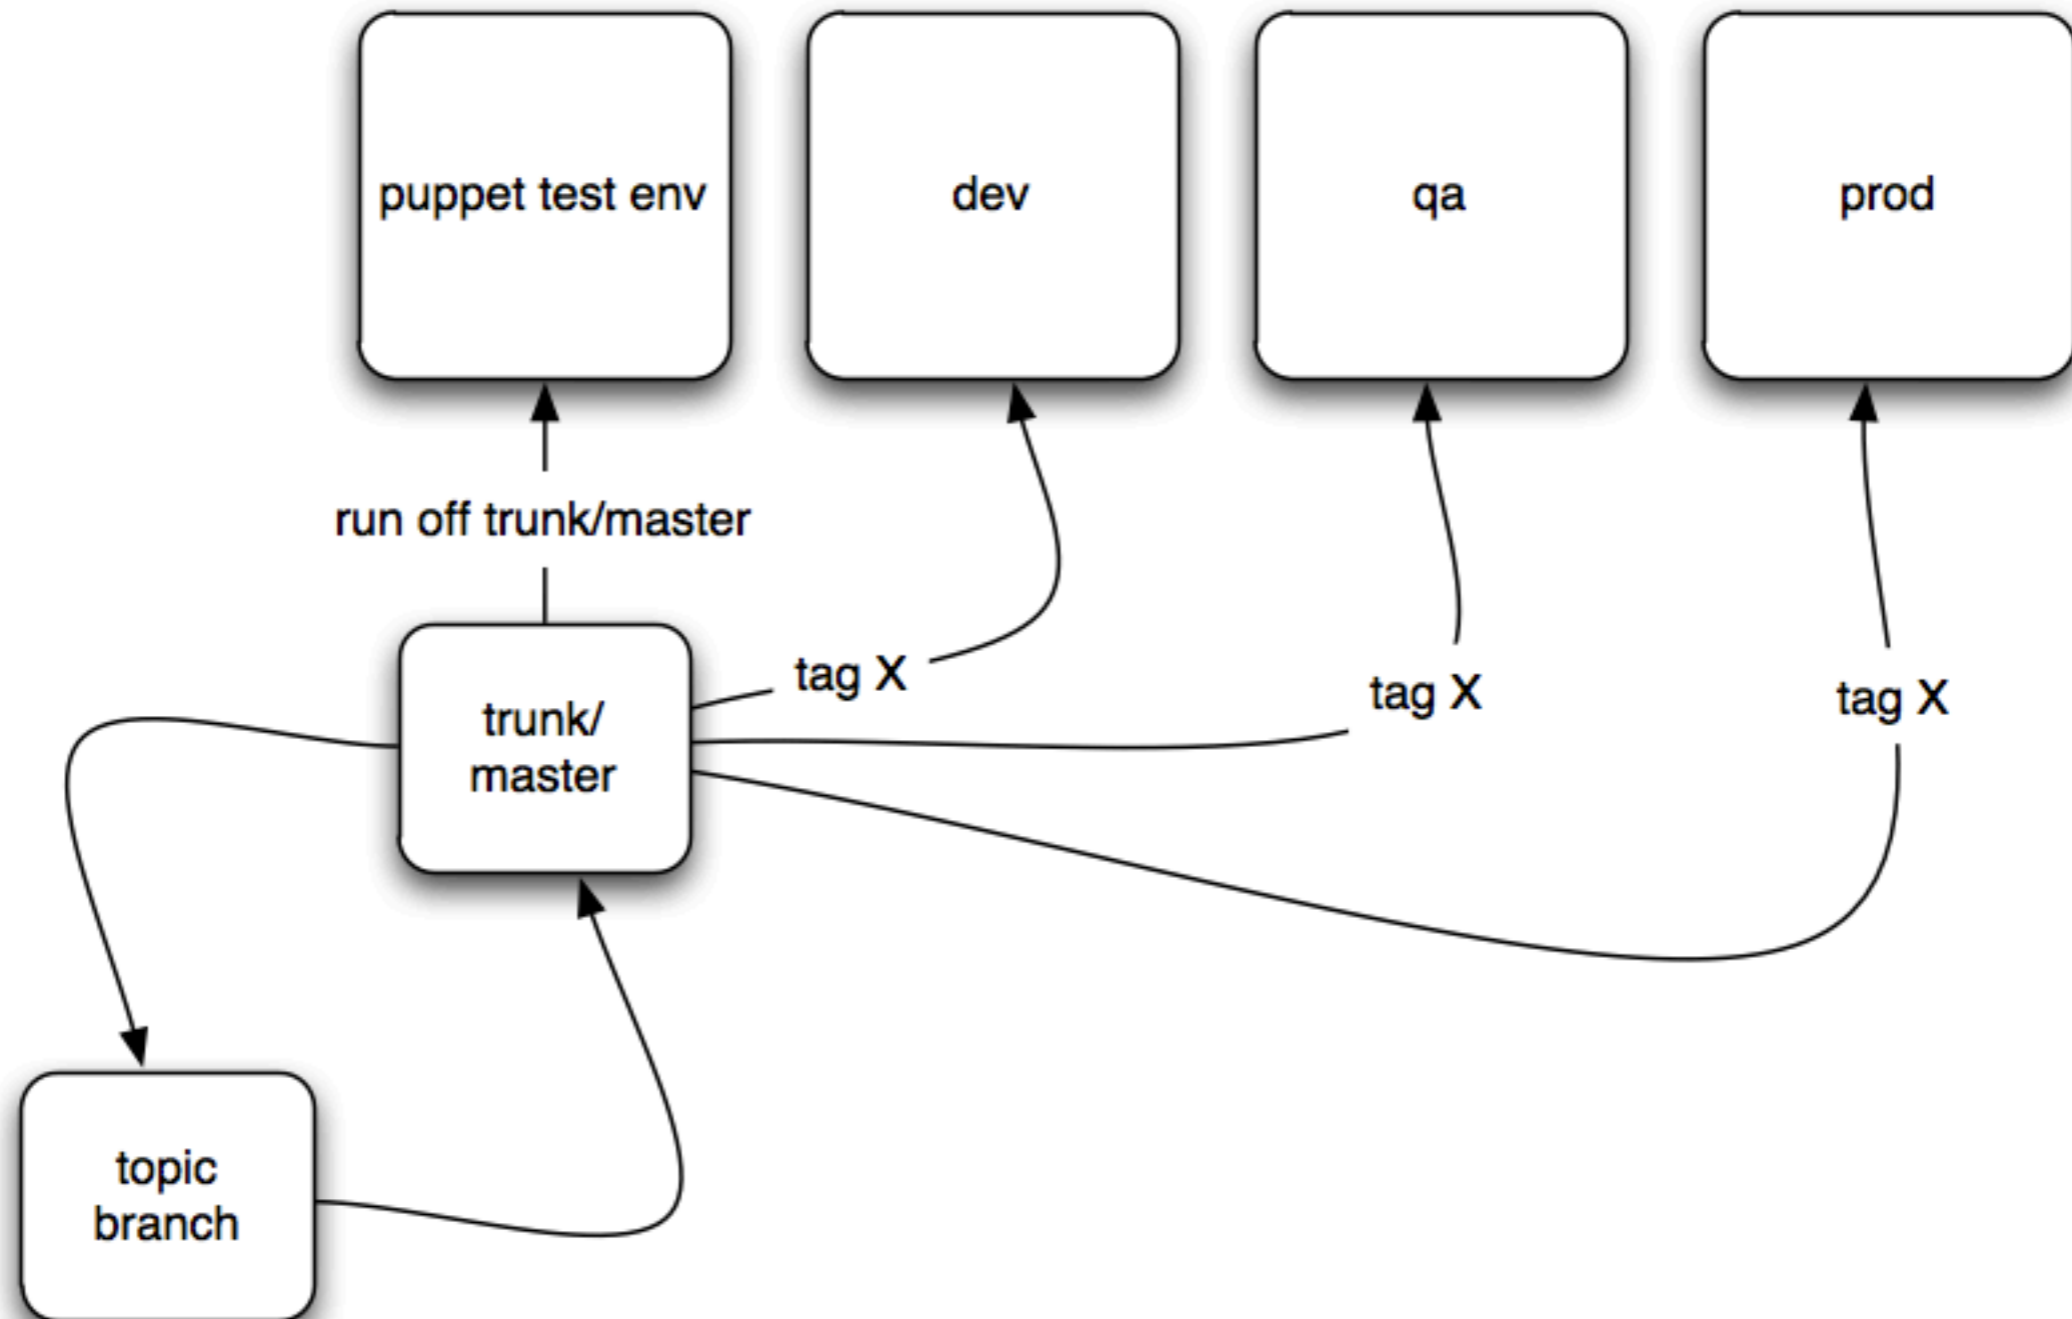 puppet test env
dev
qa
prod
run off trunk/master
tag X
tag X
tag X
trunk/
master
topic
branch